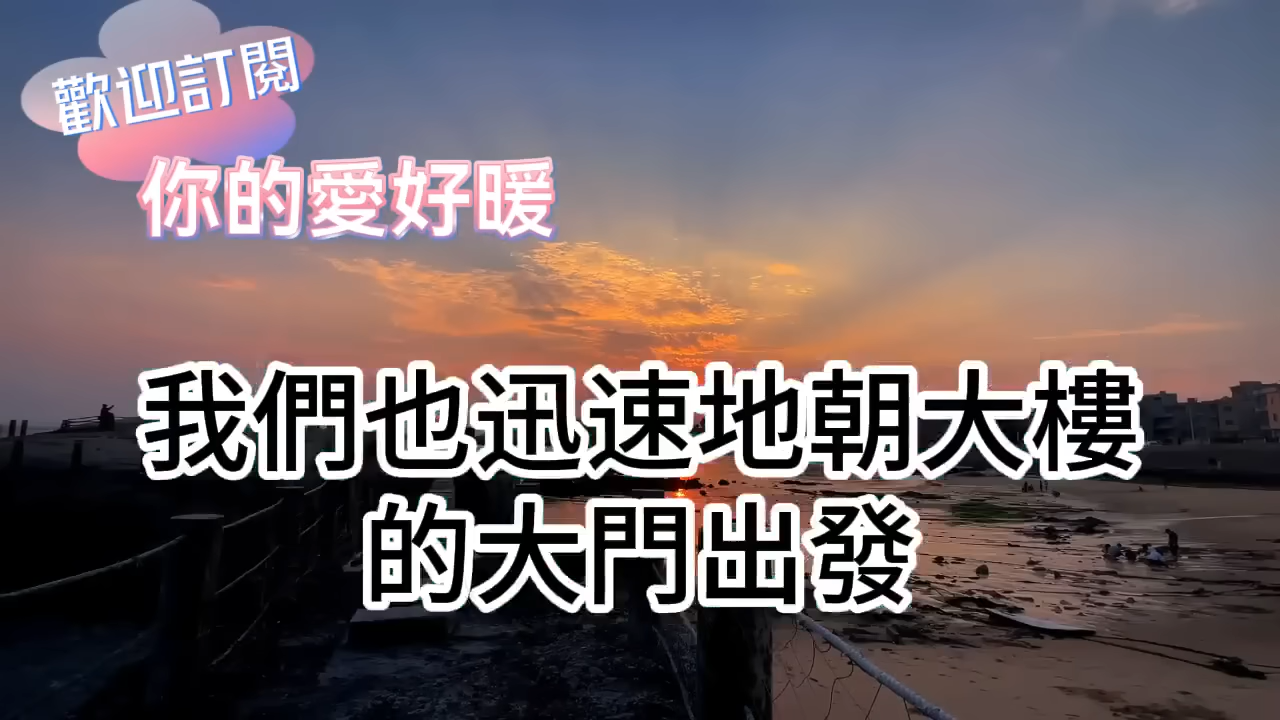 歡迎訂閱
你的愛好暖
我們也迅速地朝大樓
的大門出發